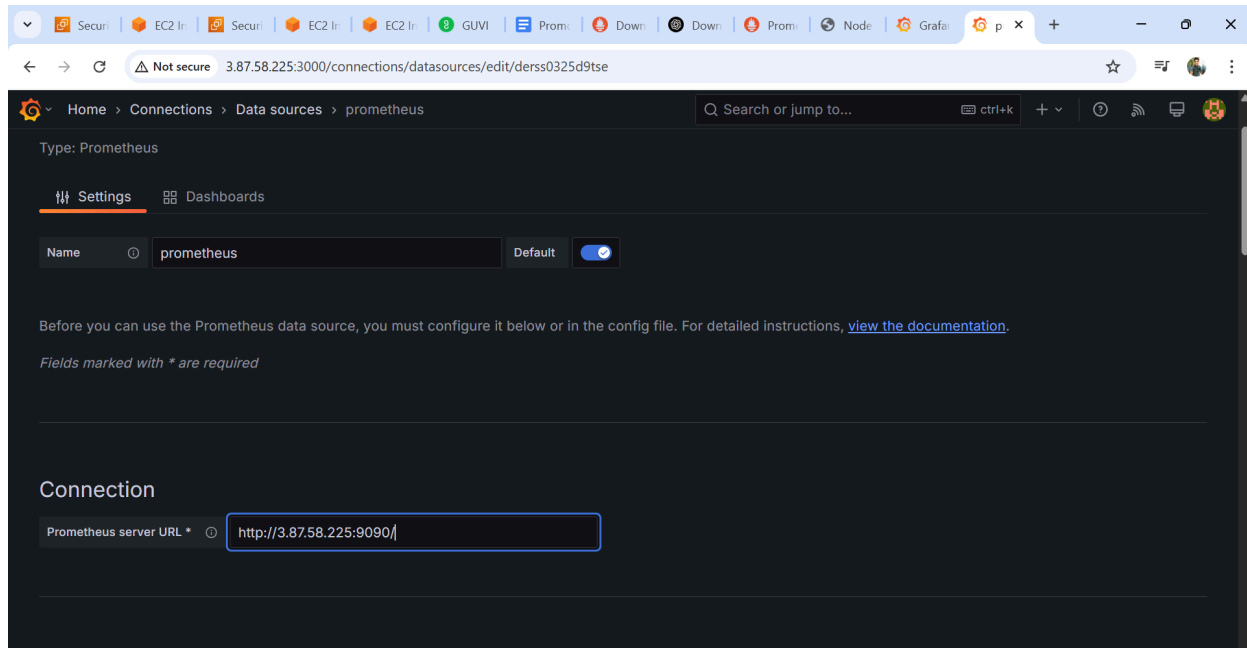 Securi EC2 In Securi EC2 In EC2 In GUVI Prome Down Down Prome Node Grafa p
Not secure 3.87.58.225:3000/connections/datasources/edit/derss0325d9tse
Home › Connections › Data sources › prometheus Search or jump to... ctrl+k
Type: Prometheus
Settings Dashboards
Name prometheus Default
Before you can use the Prometheus data source, you must configure it below or in the config file. For detailed instructions, view the documentation.
Fields marked with * are required
Connection
Prometheus server URL * http://3.87.58.225:9090/